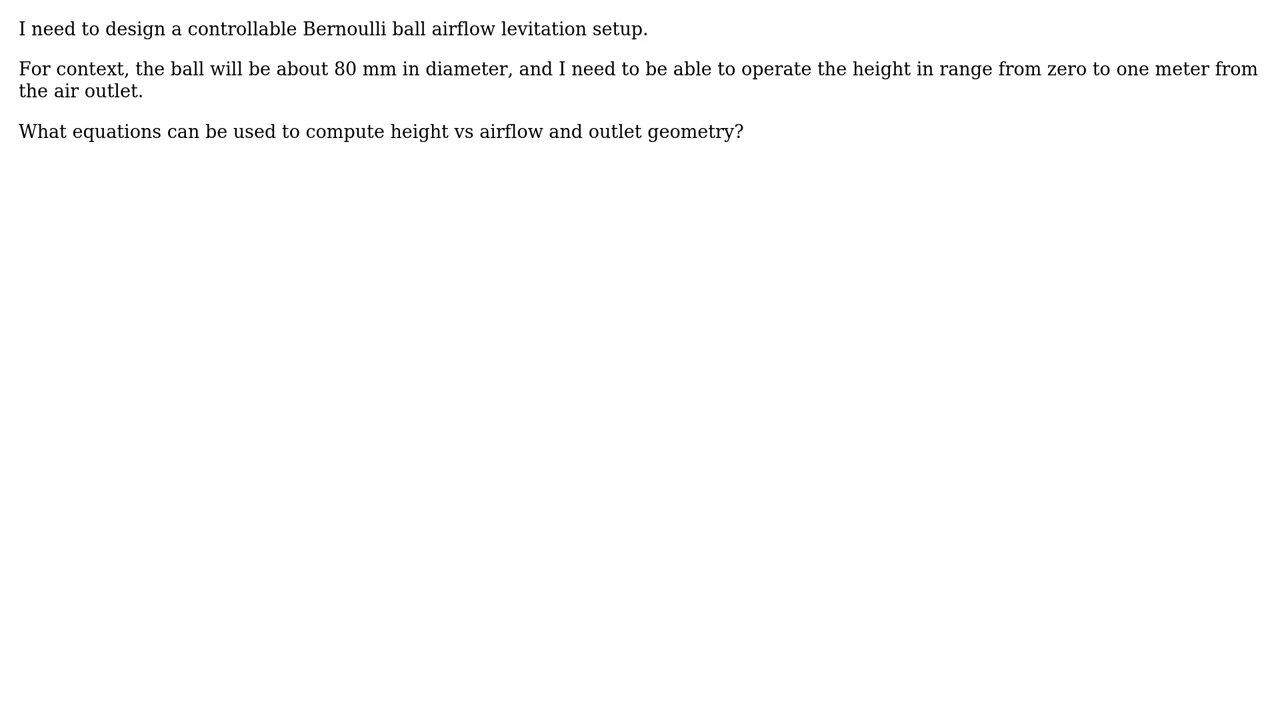 I need to design a controllable Bernoulli ball airflow levitation setup.
For context, the ball will be about 80 mm in diameter, and I need to be able to operate the height in range from zero to one meter from
the air outlet.
What equations can be used to compute height vs airflow and outlet geometry?